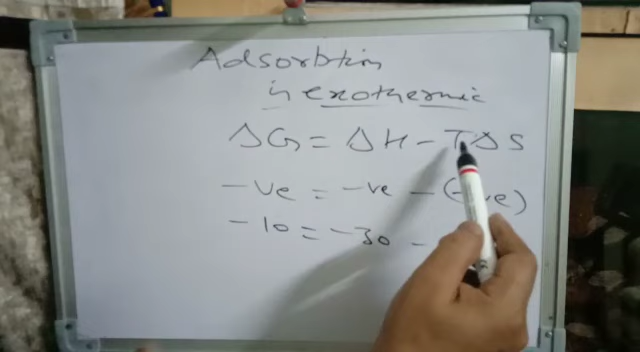 Adsorbtion
is exothermic
ΔG = ΔH - TΔS
-ve = -ve - (-ve)
-10 = -30 -